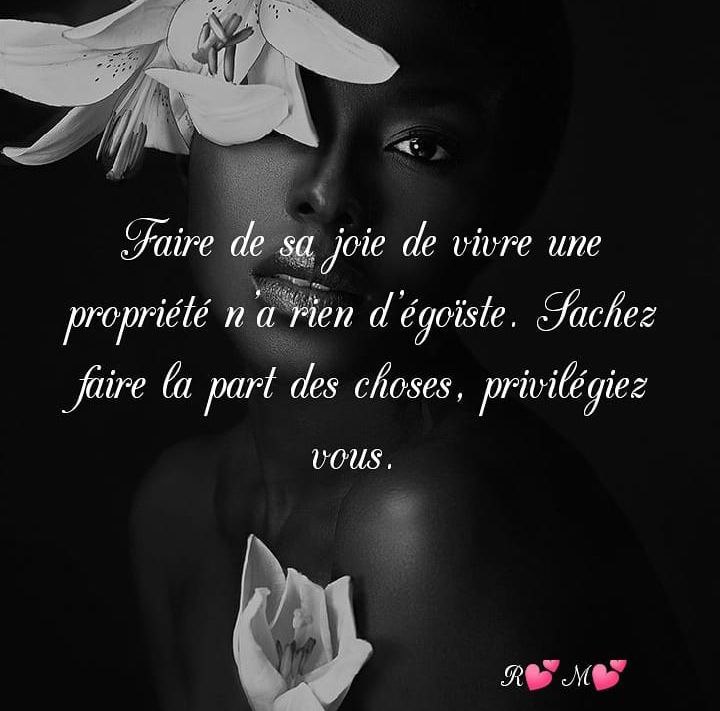 Faire de sa joie de vivre une
propriété n'a rien d'égoïste. Sachez
faire la part des choses, privilégiez
vous.
R💕 M💕